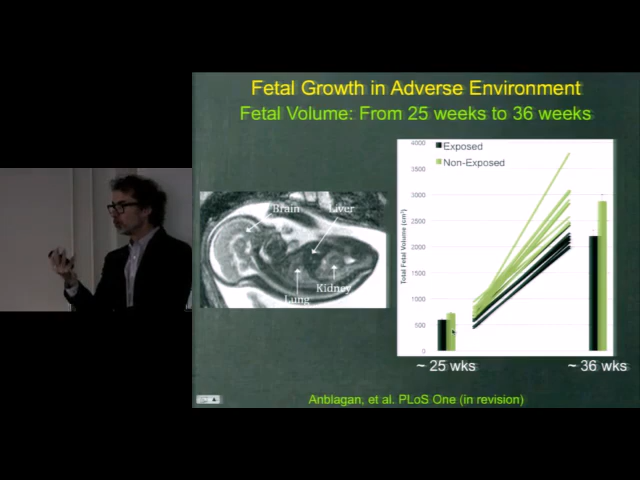 Fetal Growth in Adverse Environment
Fetal Volume: From 25 weeks to 36 weeks
Brain
Liver
Lung
Kidney
Exposed
Non-Exposed
Total Fetal Volume (cm³)
4000
3500
3000
2500
2000
1500
1000
500
0
~ 25 wks
~ 36 wks
Anblagan, et al. PLoS One (in revision)